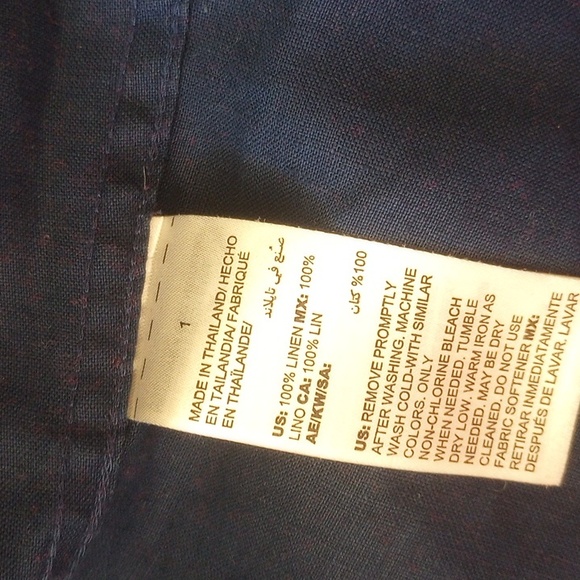 1
MADE IN THAILAND/ HECHO
EN TAILANDIA/ FABRIQUÉ
EN THAÏLANDE/
صنع في تايلاند
US: 100% LINEN MX: 100%
LINO CA: 100% LIN
AE/KW/SA:
100% كتان
US: REMOVE PROMPTLY
AFTER WASHING, MACHINE
WASH COLD-WITH SIMILAR
COLORS. ONLY
NON-CHLORINE BLEACH
WHEN NEEDED. TUMBLE
DRY LOW. WARM IRON AS
NEEDED. MAY BE DRY
CLEANED. DO NOT USE
FABRIC SOFTENER. MX:
RETIRAR INMEDIATAMENTE
DESPUÉS DE LAVAR. LAVAR